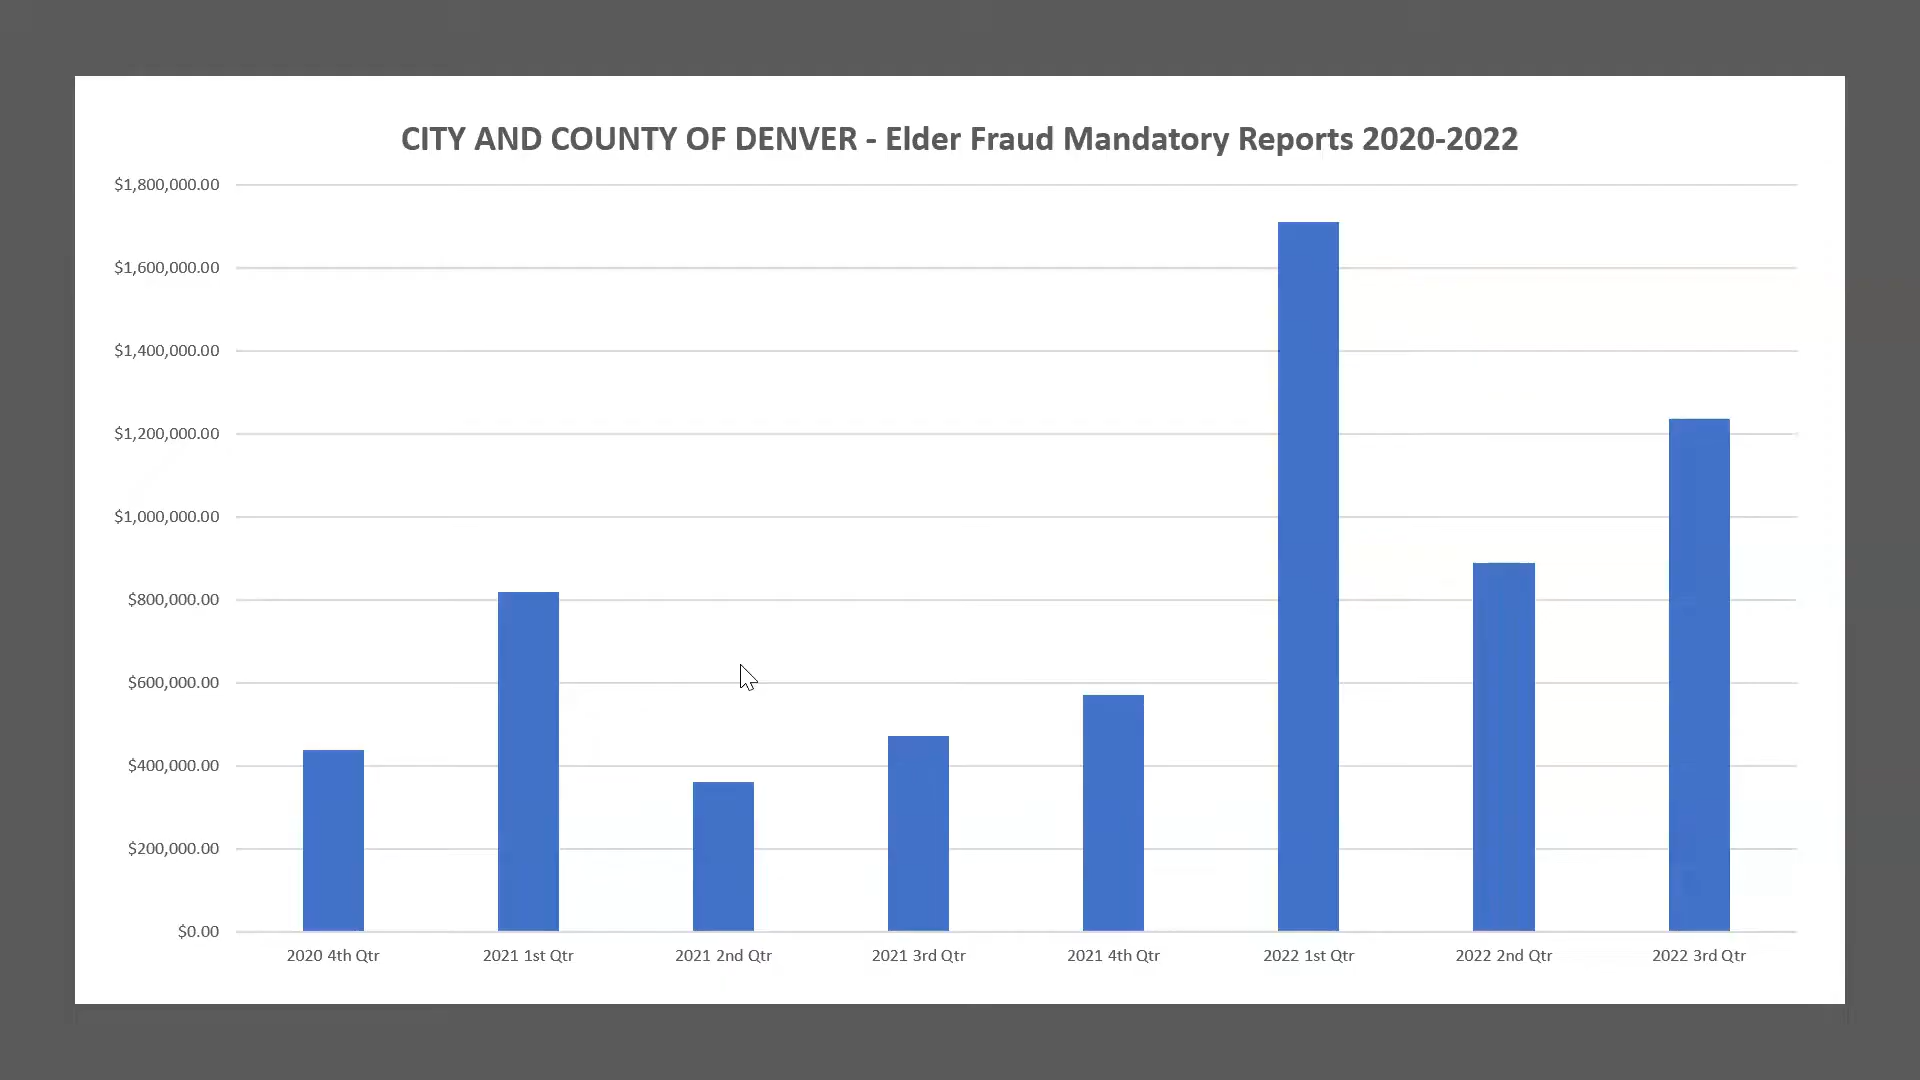 CITY AND COUNTY OF DENVER - Elder Fraud Mandatory Reports 2020-2022
$1,800,000.00
$1,600,000.00
$1,400,000.00
$1,200,000.00
$1,000,000.00
$800,000.00
$600,000.00
$400,000.00
$200,000.00
$0.00
2020 4th Qtr
2021 1st Qtr
2021 2nd Qtr
2021 3rd Qtr
2021 4th Qtr
2022 1st Qtr
2022 2nd Qtr
2022 3rd Qtr